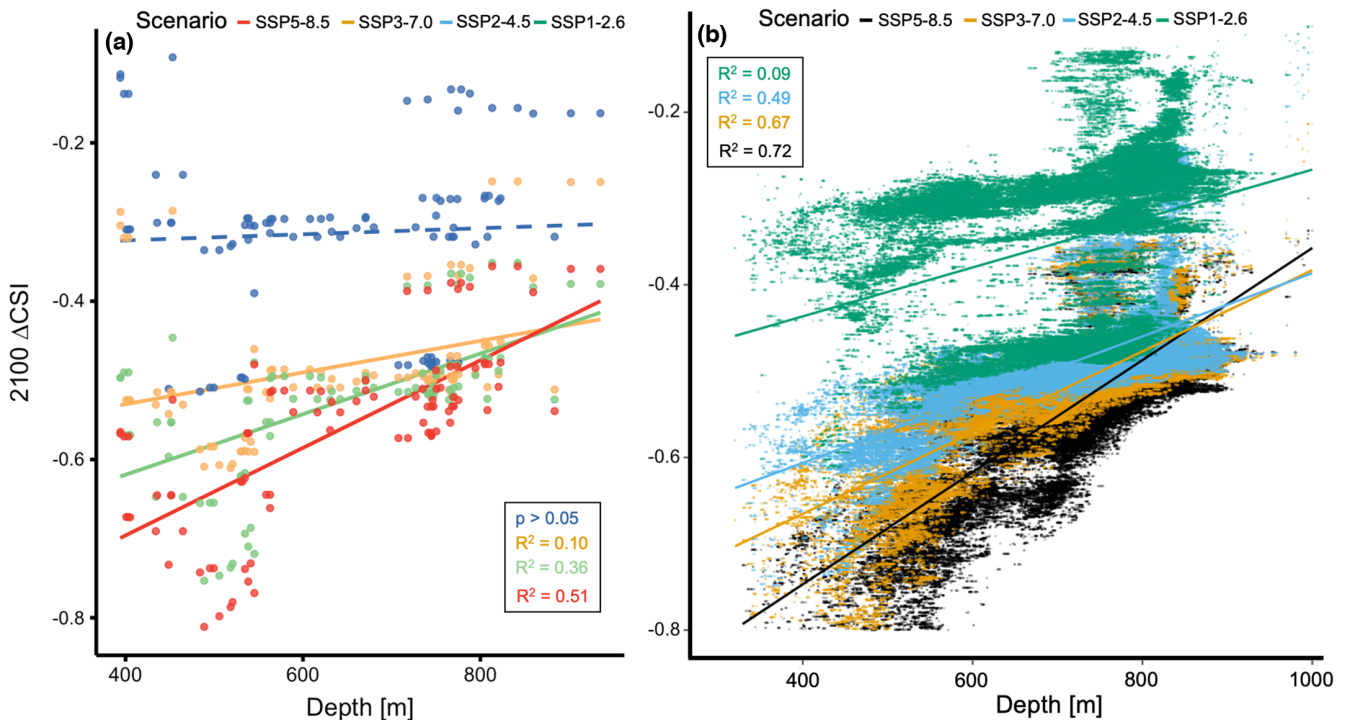 Scenario SSP5-8.5 SSP3-7.0 SSP2-4.5 SSP1-2.6
(a)
2100 ΔCSI
-0.2
-0.4
-0.6
-0.8
p > 0.05
R² = 0.10
R² = 0.36
R² = 0.51
400 600 800
Depth [m]
Scenario SSP5-8.5 SSP3-7.0 SSP2-4.5 SSP1-2.6
(b)
R² = 0.09
R² = 0.49
R² = 0.67
R² = 0.72
-0.2
-0.4
-0.6
-0.8
400 600 800 1000
Depth [m]